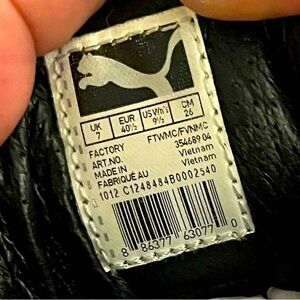 UK EUR US Wn's CM
7 40½ 9½ 26
FACTORY FTWMC/FVNMC
ART.NO. 354689 04
MADE IN Vietnam
FABRIQUÉ AU Vietnam
1012 C1248484B0002540
8 86377 63077 0